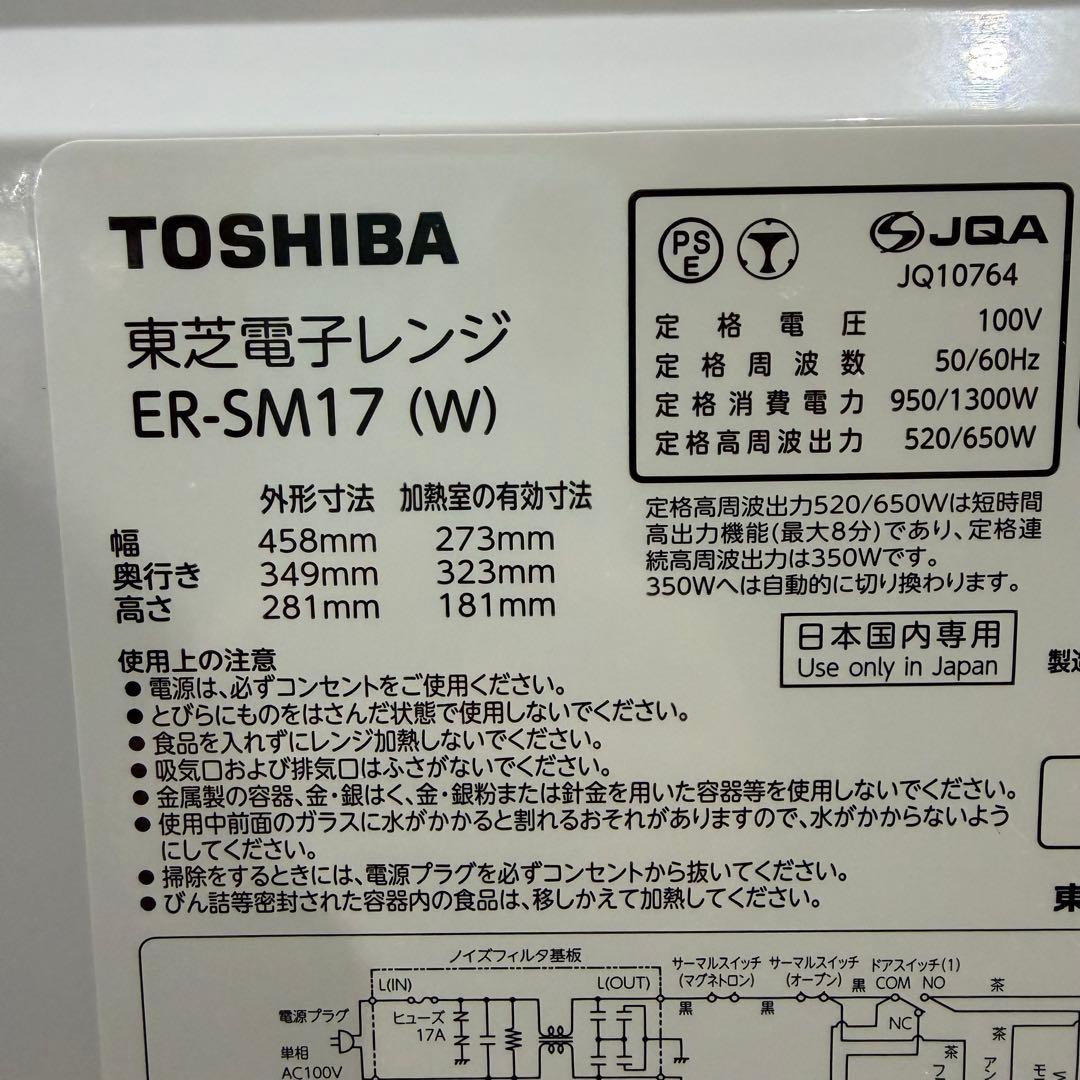 TOSHIBA
東芝電子レンジ
ER-SM17 (W)
PS
E
JQA
JQ10764
定格電圧 100V
定格周波数 50/60Hz
定格消費電力 950/1300W
定格高周波出力 520/650W
定格高周波出力520/650Wは短時間
高出力機能(最大8分)であり、定格連
続高周波出力は350Wです。
350Wへは自動的に切り換わります。
日本国内専用
Use only in Japan
外形寸法 加熱室の有効寸法
幅 458mm 273mm
奥行き 349mm 323mm
高さ 281mm 181mm
使用上の注意
●電源は、必ずコンセントをご使用ください。
●とびらにものをはさんだ状態で使用しないでください。
●食品を入れずにレンジ加熱しないでください。
●吸気口および排気口はふさがないでください。
●金属製の容器、金・銀はく、金・銀粉または針金を用いた容器等を使用しないでください。
●使用中前面のガラスに水がかかると割れるおそれがありますので、水がかからないよう
にしてください。
●掃除をするときには、電源プラグを必ずコンセントから抜いてください。
●びん詰等密封された容器内の食品は、移しかえて加熱してください。
製造
東
ノイズフィルタ基板
サーマルスイッチ
(マグネトロン)
サーマルスイッチ
(オーブン)
ドアスイッチ(1)
L(IN)
L(OUT)
黒
黒
黒
COM NO
茶
NC
電源プラグ
ヒューズ
17A
単相
AC100V
茶
茶
フ
アン
モ